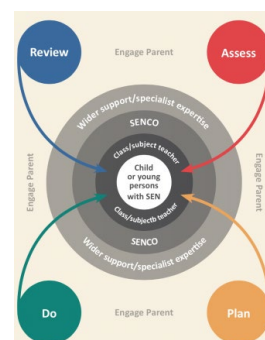 Review
Engage Parent
Assess
Wider support/specialist expertise
SENCO
Class/subject teacher
Engage Parent
Child
or young
persons
with SEN
Engage Parent
Class/subjectb teacher
SENCO
Wider support/specialist expertise
Do
Engage Parent
Plan